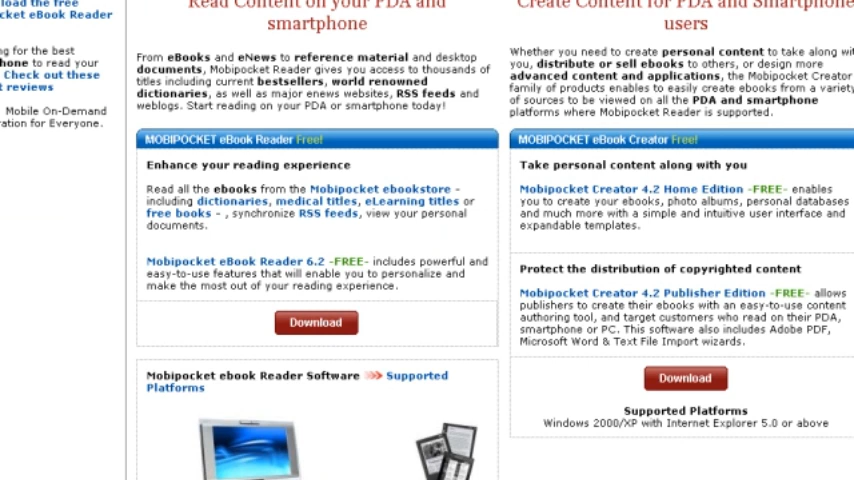 load the free
cket eBook Reader
ng for the best
hone to read your
Check out these
t reviews
Mobile On-Demand
ration for Everyone.
Read Content on your PDA and
smartphone
From eBooks and eNews to reference material and desktop
documents, Mobipocket Reader gives you access to thousands of
titles including current bestsellers, world renowned
dictionaries, as well as major enews websites, RSS feeds and
weblogs. Start reading on your PDA or smartphone today!
MOBIPOCKET eBook Reader Free!
Enhance your reading experience
Read all the ebooks from the Mobipocket ebookstore -
including dictionaries, medical titles, eLearning titles or
free books - , synchronize RSS feeds, view your personal
documents.
Mobipocket eBook Reader 6.2 -FREE- includes powerful and
easy-to-use features that will enable you to personalize and
make the most out of your reading experience.
Download
Mobipocket ebook Reader Software Supported
Platforms
Create Content for PDA and Smartphone
users
Whether you need to create personal content to take along wit
you, distribute or sell ebooks to others, or design more
advanced content and applications, the Mobipocket Creator
family of products enables to easily create ebooks from a variety
of sources to be viewed on all the PDA and smartphone
platforms where Mobipocket Reader is supported.
MOBIPOCKET eBook Creator Free!
Take personal content along with you
Mobipocket Creator 4.2 Home Edition -FREE- enables
you to create your ebooks, photo albums, personal databases
and much more with a simple and intuitive user interface and
expandable templates.
Protect the distribution of copyrighted content
Mobipocket Creator 4.2 Publisher Edition -FREE- allows
publishers to create their ebooks with an easy-to-use content
authoring tool, and target customers who read on their PDA,
smartphone or PC. This software also includes Adobe PDF,
Microsoft Word & Text File Import wizards.
Download
Supported Platforms
Windows 2000/XP with Internet Explorer 5.0 or above